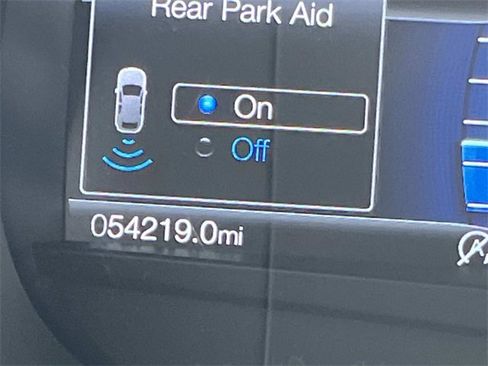 Rear Park Aid
On
Off
054219.0mi